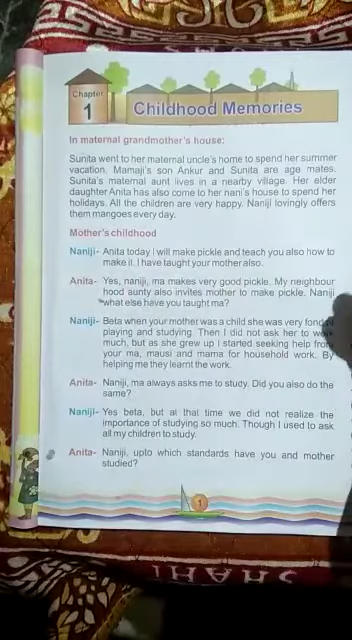 Chapter
1
Childhood Memories
In maternal grandmother's house:
Sunita went to her maternal uncle's home to spend her summer
vacation. Mamaji's son Ankur and Sunita are age mates.
Sunita's maternal aunt lives in a nearby village. Her elder
daughter Anita has also come to her nani's house to spend her
holidays. All the children are very happy. Naniji lovingly offers
them mangoes every day.
Mother's childhood
Naniji- Anita today I will make pickle and teach you also how to
make it. I have taught your mother also.
Anita- Yes, naniji, ma makes very good pickle. My neighbour
hood aunty also invites mother to make pickle. Naniji
what else have you taught ma?
Naniji- Beta when your mother was a child she was very fond of
playing and studying. Then I did not ask her to work
much, but as she grew up I started seeking help from
your ma, mausi and mama for household work. By
helping me they learnt the work.
Anita- Naniji, ma always asks me to study. Did you also do the
same?
Naniji- Yes beta, but at that time we did not realize the
importance of studying so much. Though I used to ask
all my children to study.
Anita- Naniji, upto which standards have you and mother
studied?
1